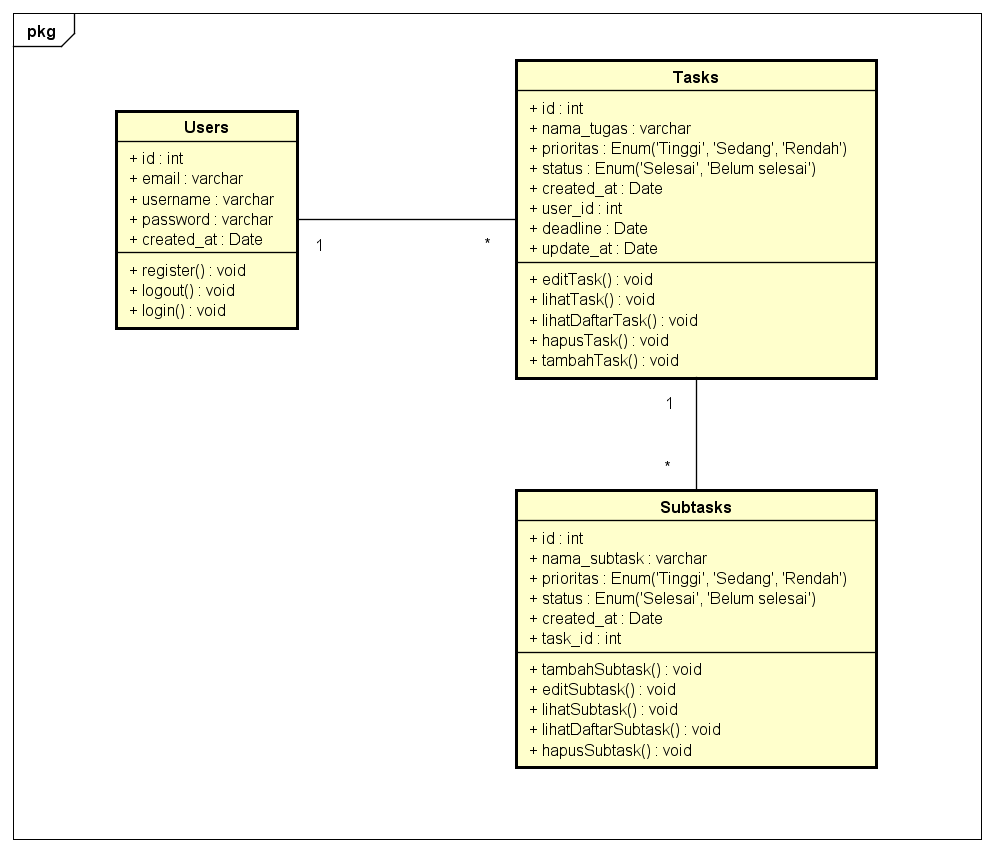 pkg
Users
+ id : int
+ email : varchar
+ username : varchar
+ password : varchar
+ created_at : Date
+ register() : void
+ logout() : void
+ login() : void
1
*
Tasks
+ id : int
+ nama_tugas : varchar
+ prioritas : Enum('Tinggi', 'Sedang', 'Rendah')
+ status : Enum('Selesai', 'Belum selesai')
+ created_at : Date
+ user_id : int
+ deadline : Date
+ update_at : Date
+ editTask() : void
+ lihatTask() : void
+ lihatDaftarTask() : void
+ hapusTask() : void
+ tambahTask() : void
1
*
Subtasks
+ id : int
+ nama_subtask : varchar
+ prioritas : Enum('Tinggi', 'Sedang', 'Rendah')
+ status : Enum('Selesai', 'Belum selesai')
+ created_at : Date
+ task_id : int
+ tambahSubtask() : void
+ editSubtask() : void
+ lihatSubtask() : void
+ lihatDaftarSubtask() : void
+ hapusSubtask() : void